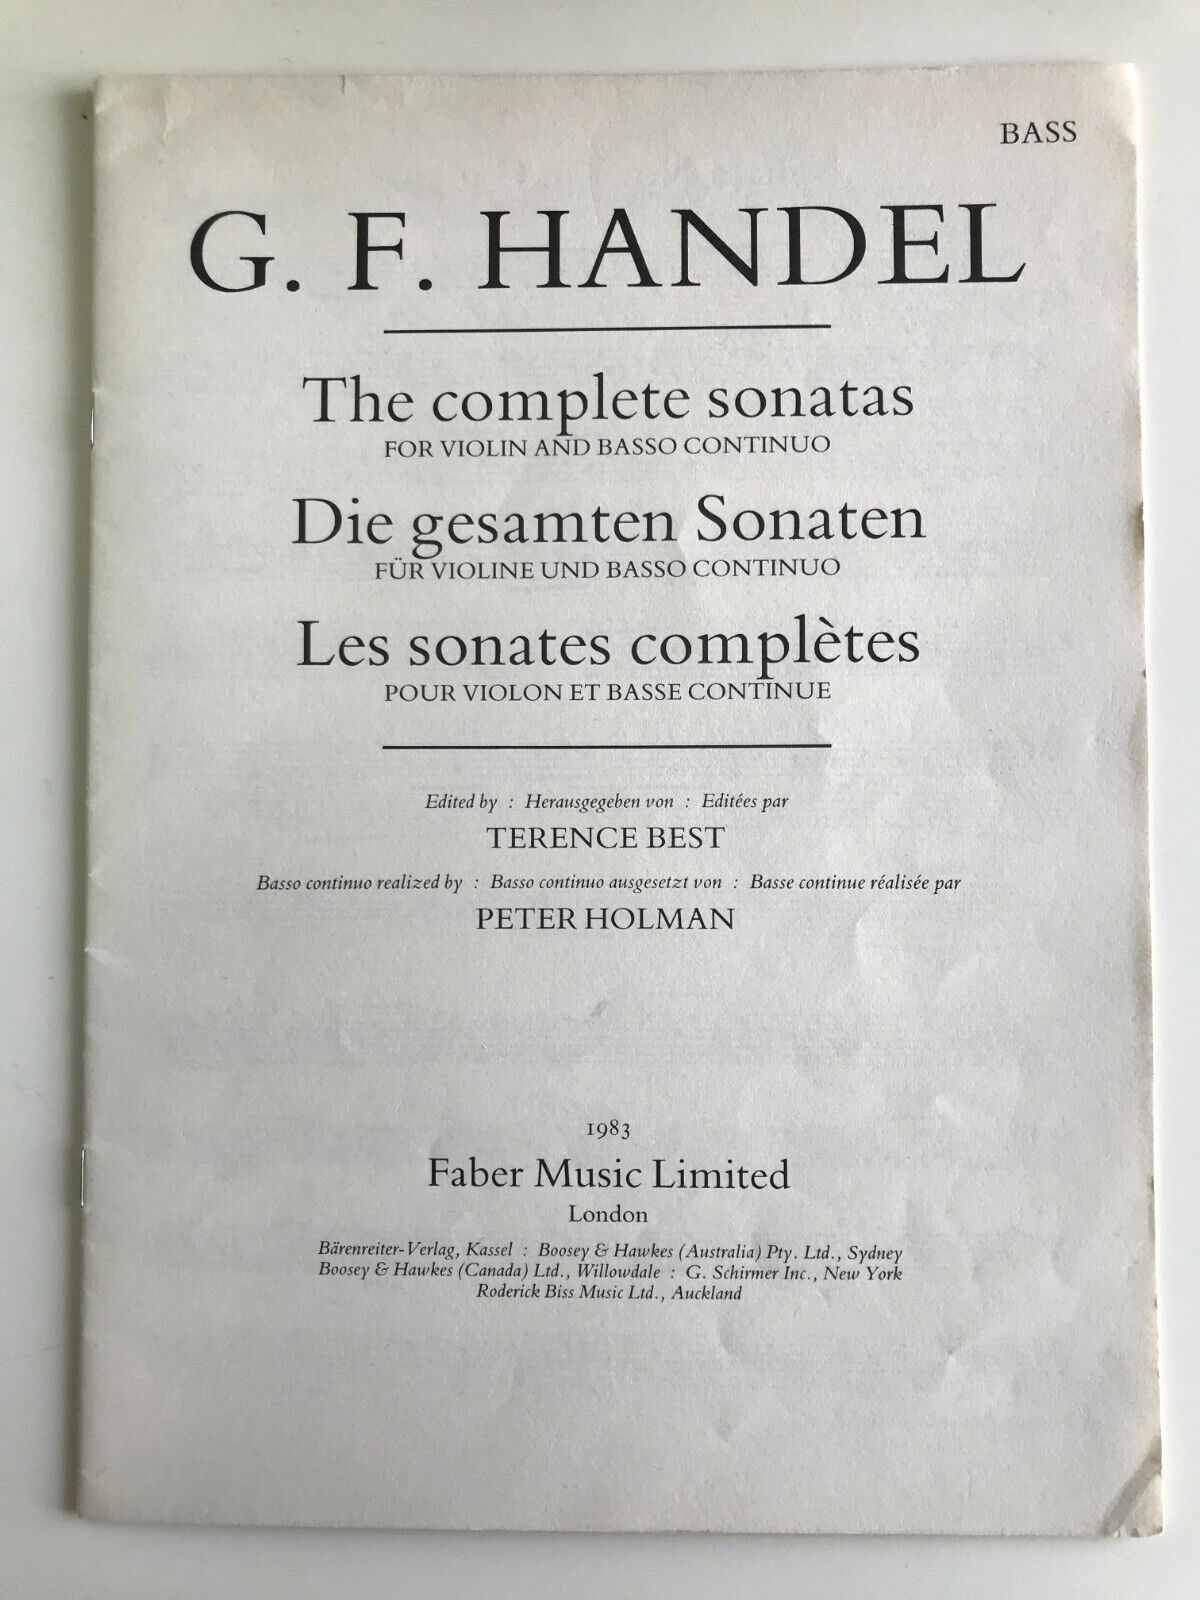 BASS
G. F. HANDEL
The complete sonatas
FOR VIOLIN AND BASSO CONTINUO
Die gesamten Sonaten
FÜR VIOLINE UND BASSO CONTINUO
Les sonates complètes
POUR VIOLON ET BASSE CONTINUE
Edited by : Herausgegeben von : Editées par
TERENCE BEST
Basso continuo realized by : Basso continuo ausgesetzt von : Basse continue réalisée par
PETER HOLMAN
1983
Faber Music Limited
London
Bärenreiter-Verlag, Kassel : Boosey & Hawkes (Australia) Pty. Ltd., Sydney
Boosey & Hawkes (Canada) Ltd., Willowdale : G. Schirmer Inc., New York
Roderick Biss Music Ltd., Auckland